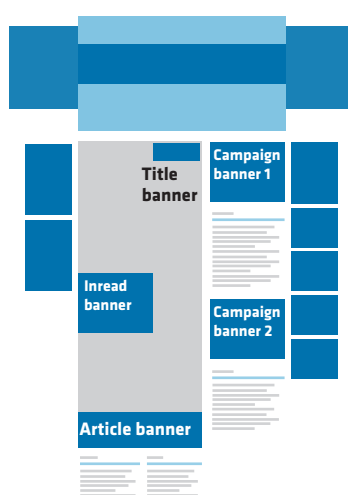 Title
banner
Campaign
banner 1
Inread
banner
Campaign
banner 2
Article banner